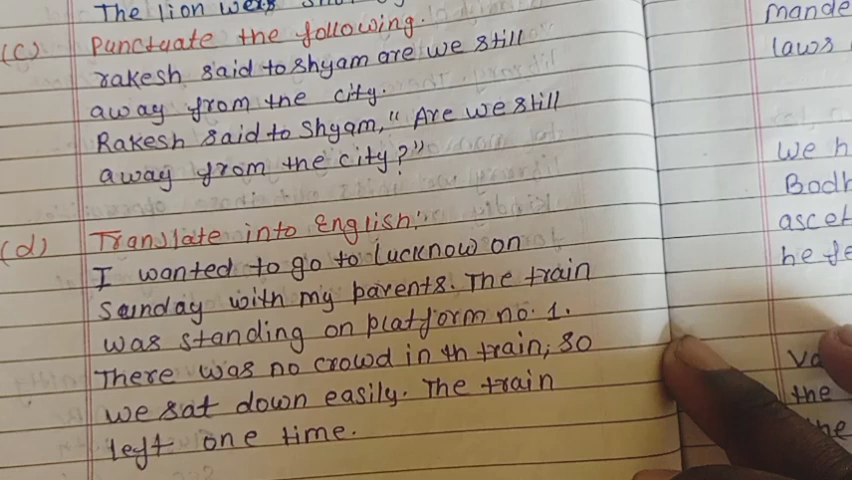 The lion were
(c) Punctuate the following.
rakesh said to shyam are we still
away from the city.
Rakesh said to Shyam, "Are we still
away from the city?"
(d) Translate into English:
I wanted to go to Lucknow on
Sunday with my parents. The train
was standing on platform no. 1.
There was no crowd in th train, so
we sat down easily. The train
left one time.
laws
We h
Bodh
ascet
the